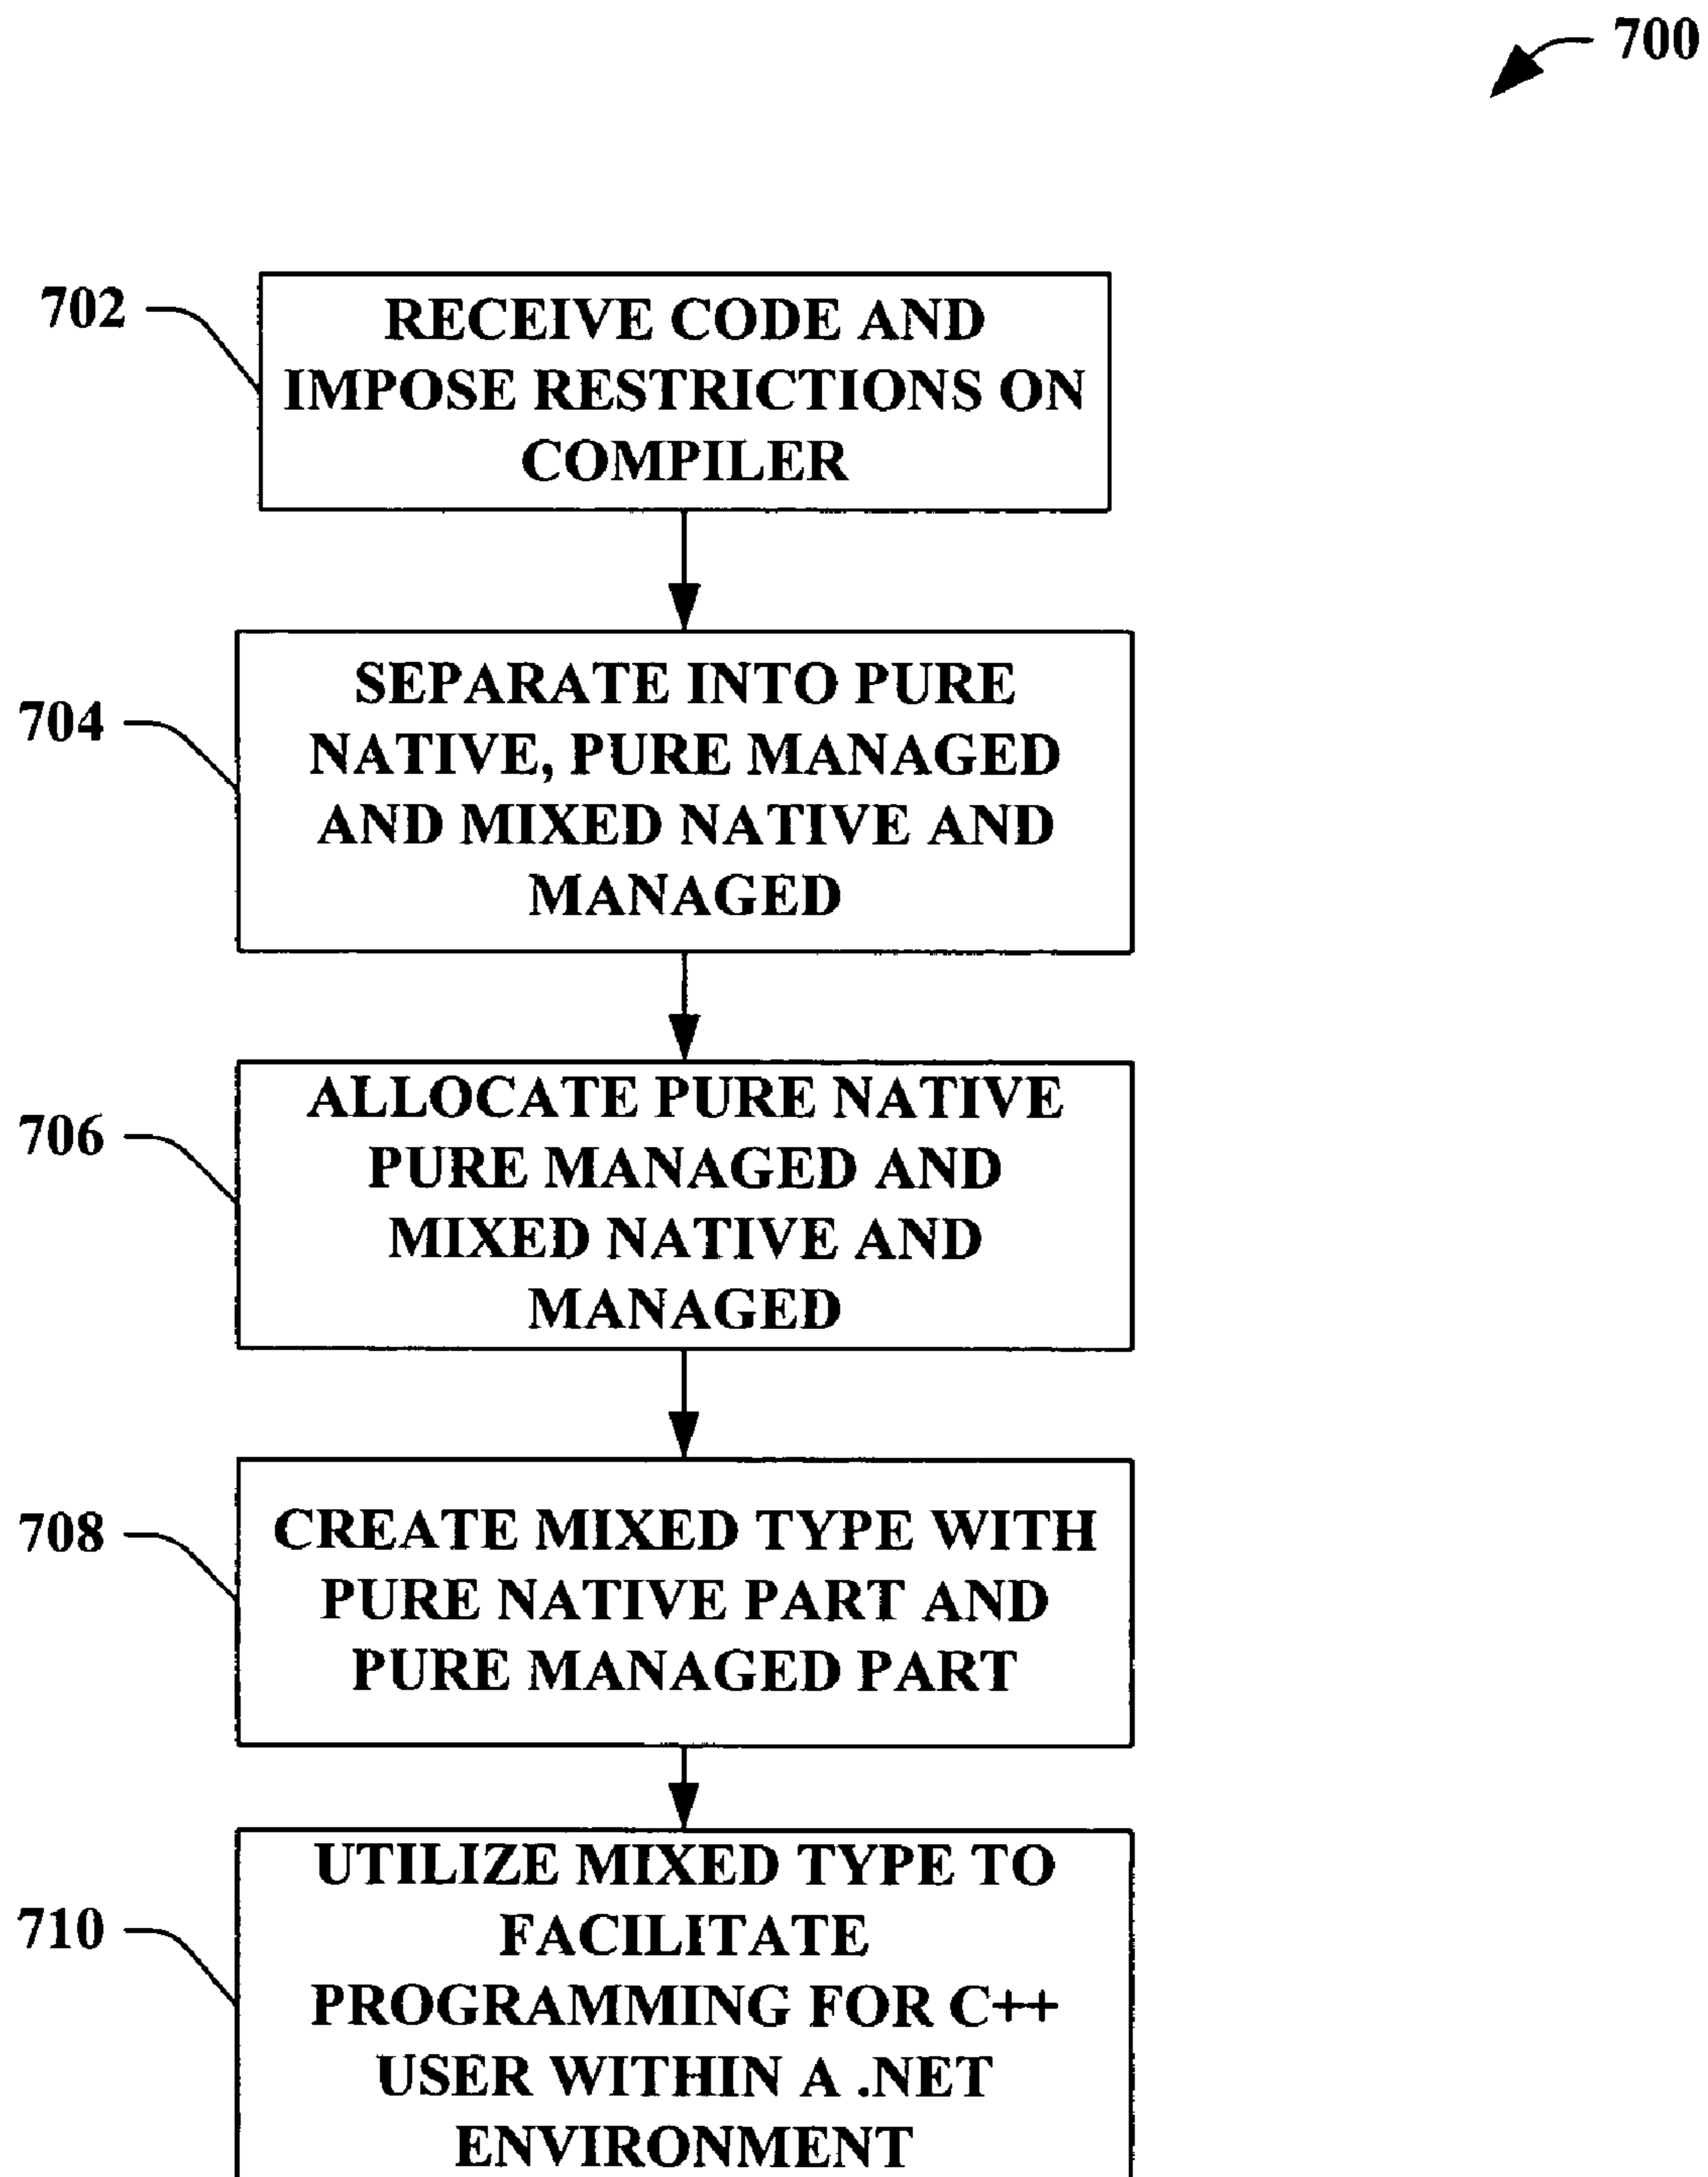 700
702
RECEIVE CODE AND
IMPOSE RESTRICTIONS ON
COMPILER
704
SEPARATE INTO PURE
NATIVE, PURE MANAGED
AND MIXED NATIVE AND
MANAGED
706
ALLOCATE PURE NATIVE
PURE MANAGED AND
MIXED NATIVE AND
MANAGED
708
CREATE MIXED TYPE WITH
PURE NATIVE PART AND
PURE MANAGED PART
710
UTILIZE MIXED TYPE TO
FACILITATE
PROGRAMMING FOR C++
USER WITHIN A .NET
ENVIRONMENT